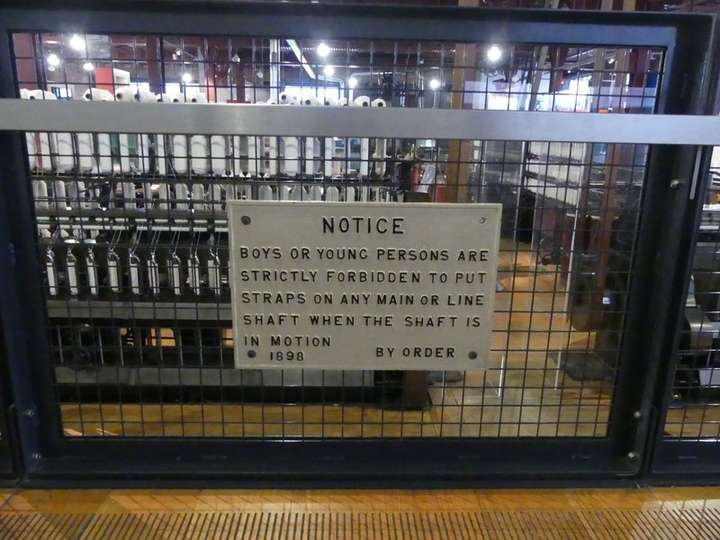 NOTICE
BOYS OR YOUNG PERSONS ARE
STRICTLY FORBIDDEN TO PUT
STRAPS ON ANY MAIN OR LINE
SHAFT WHEN THE SHAFT IS
IN MOTION
1898 BY ORDER